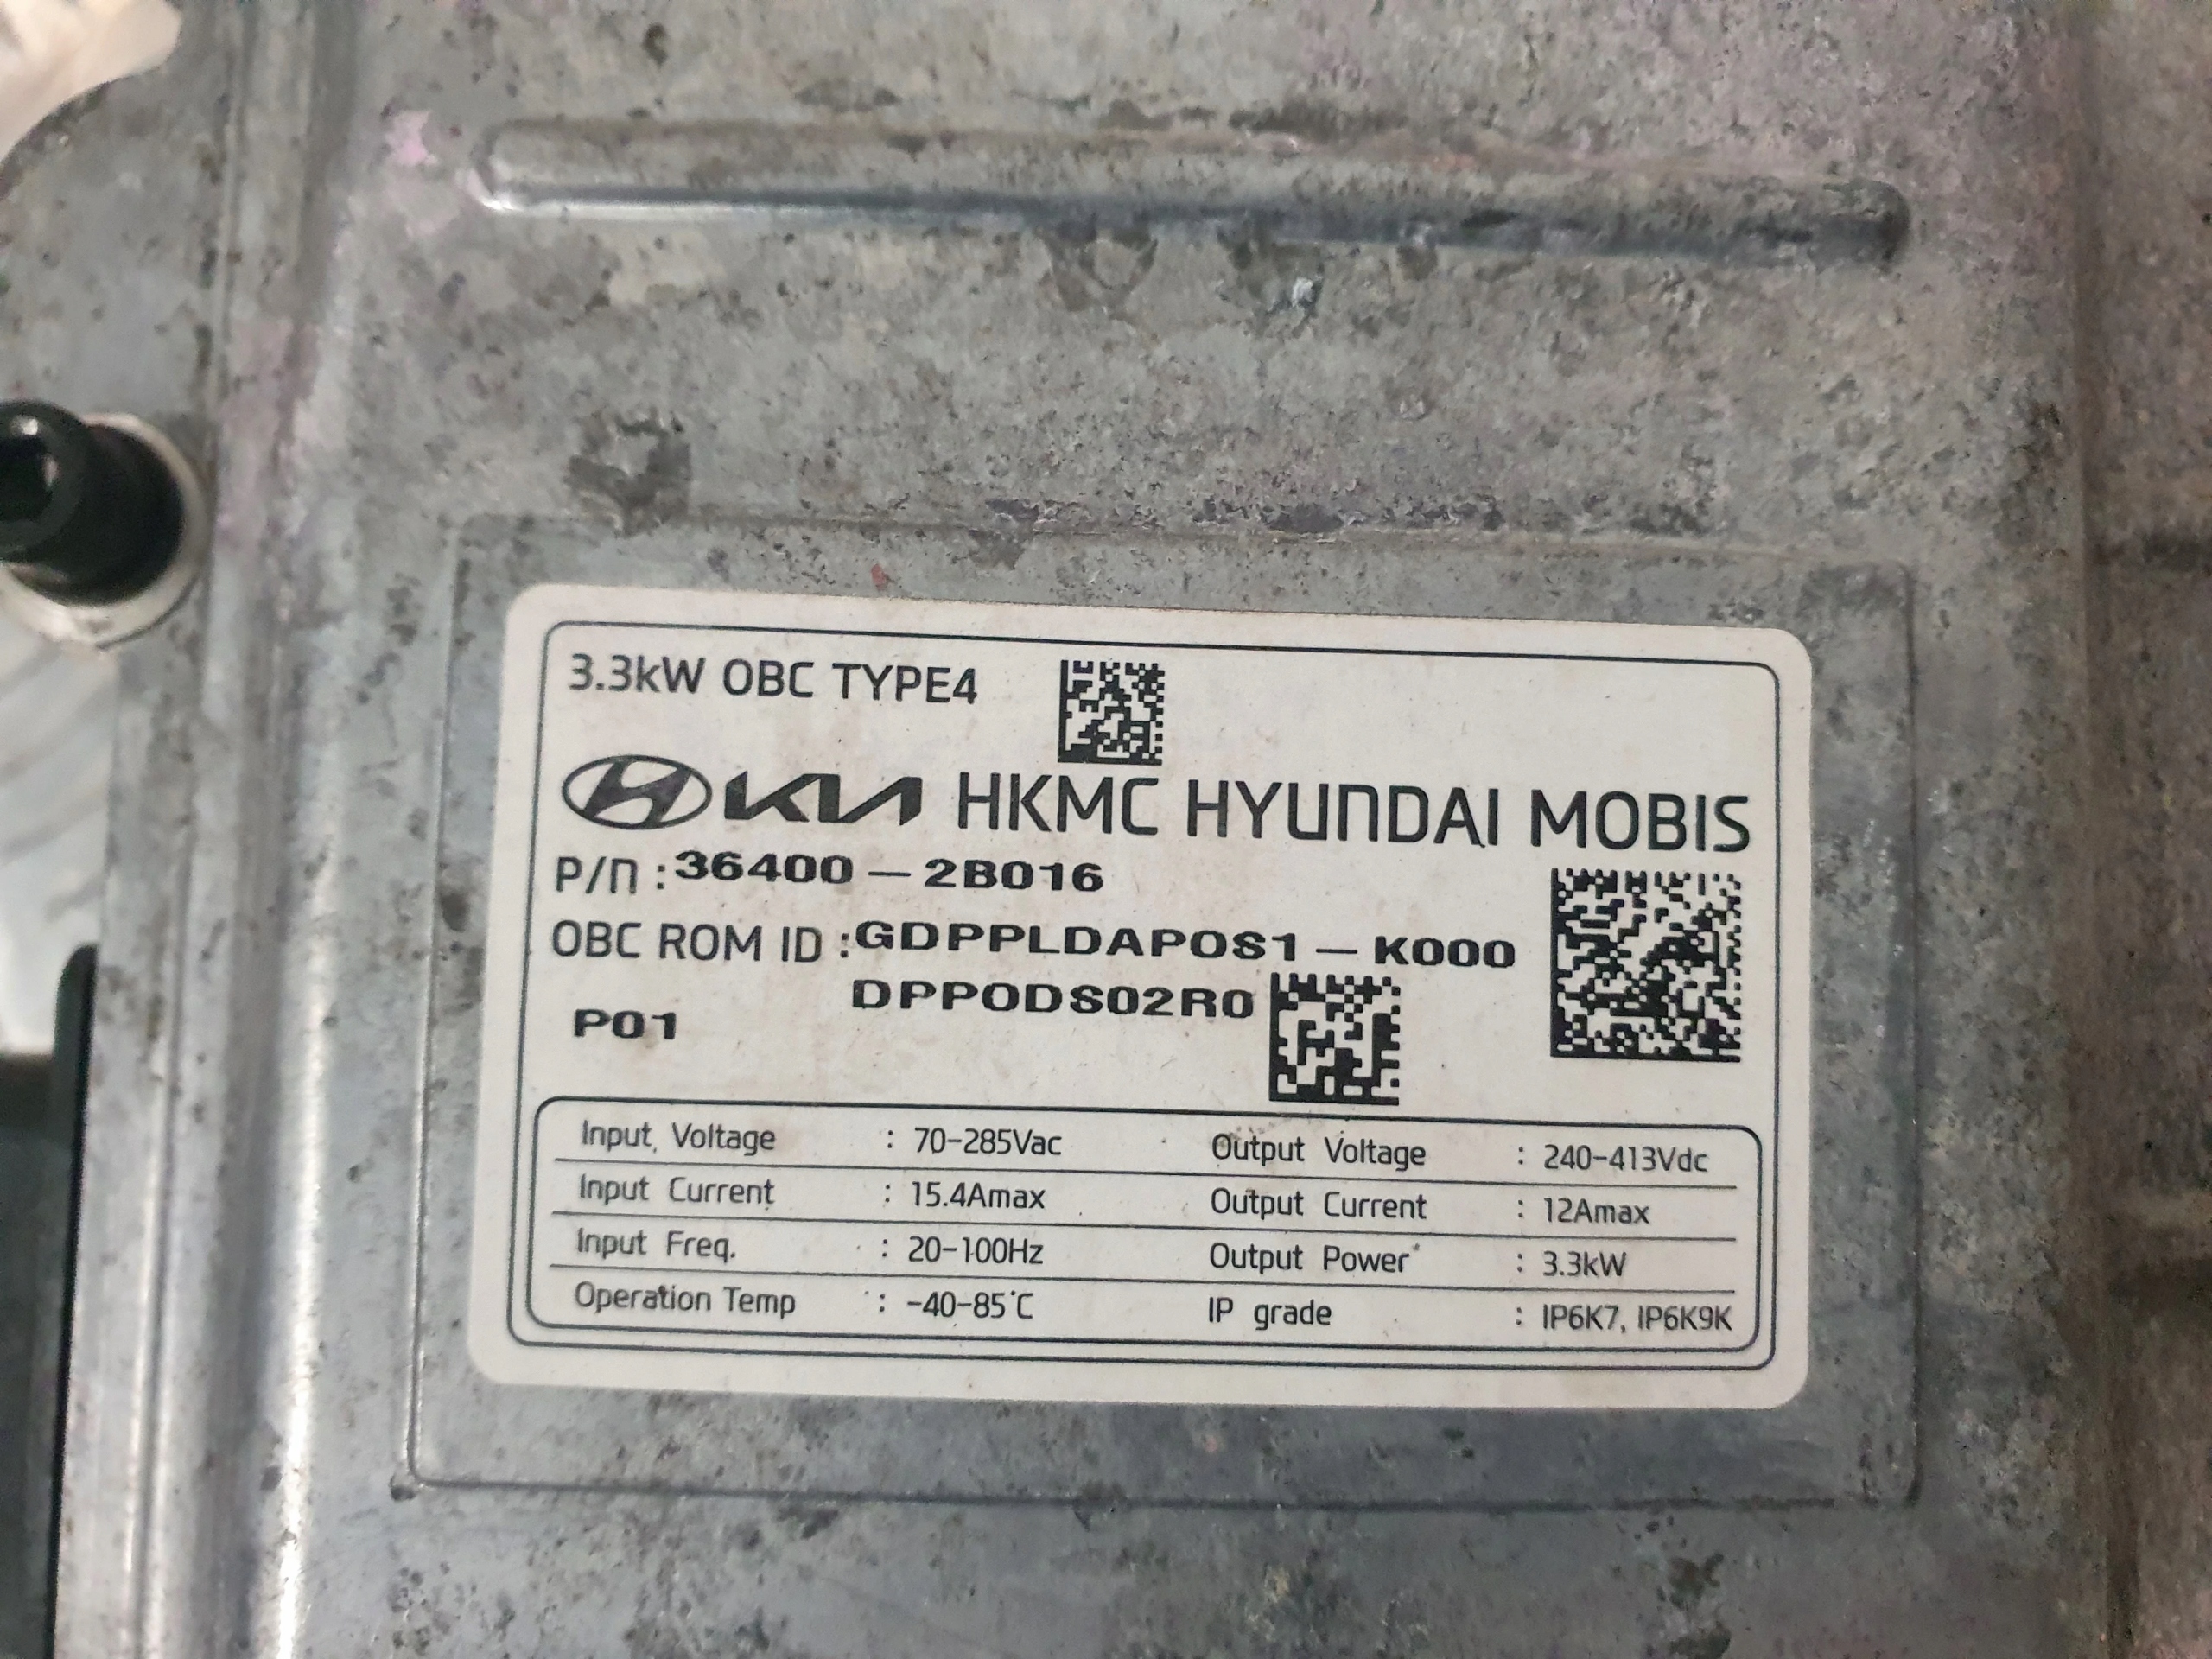 3.3kW OBC TYPE4
KIA HKMC HYUNDAI MOBIS
P/N : 36400 - 2B016
OBC ROM ID : GDPPLDAPOS1 - K000
DPPODS02R0
P01
Input Voltage : 70-285Vac Output Voltage : 240-413Vdc
Input Current : 15.4Amax Output Current : 12Amax
Input Freq. : 20-100Hz Output Power : 3.3kW
Operation Temp : -40-85℃ IP grade : IP6K7, IP6K9K